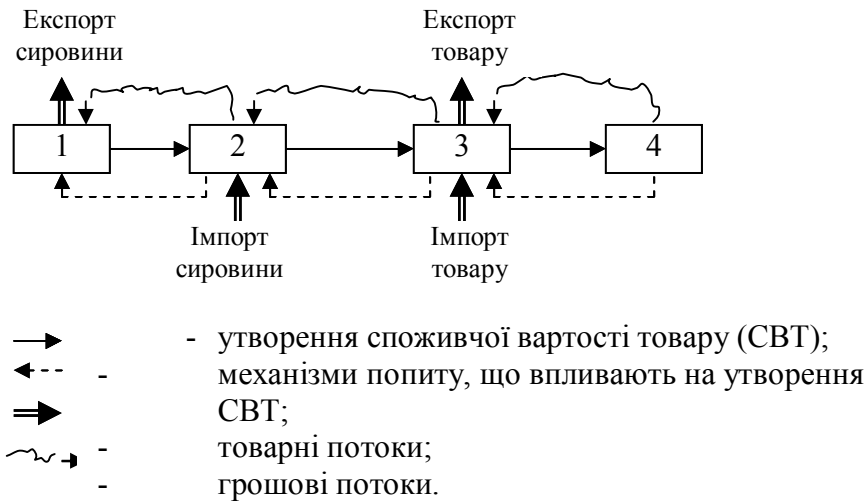 Експорт
сировини
Експорт
товару
1
2
3
4
Імпорт
сировини
Імпорт
товару
- утворення споживчої вартості товару (СВТ);
- механізми попиту, що впливають на утворення
СВТ;
- товарні потоки;
- грошові потоки.